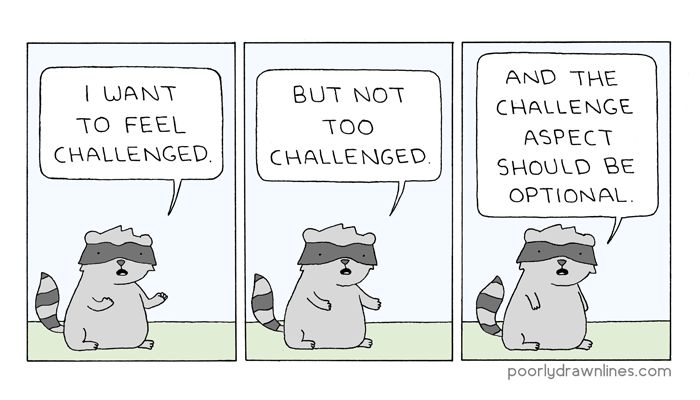 I WANT
TO FEEL
CHALLENGED.
BUT NOT
TOO
CHALLENGED.
AND THE
CHALLENGE
ASPECT
SHOULD BE
OPTIONAL.
poorlydrawnlines.com